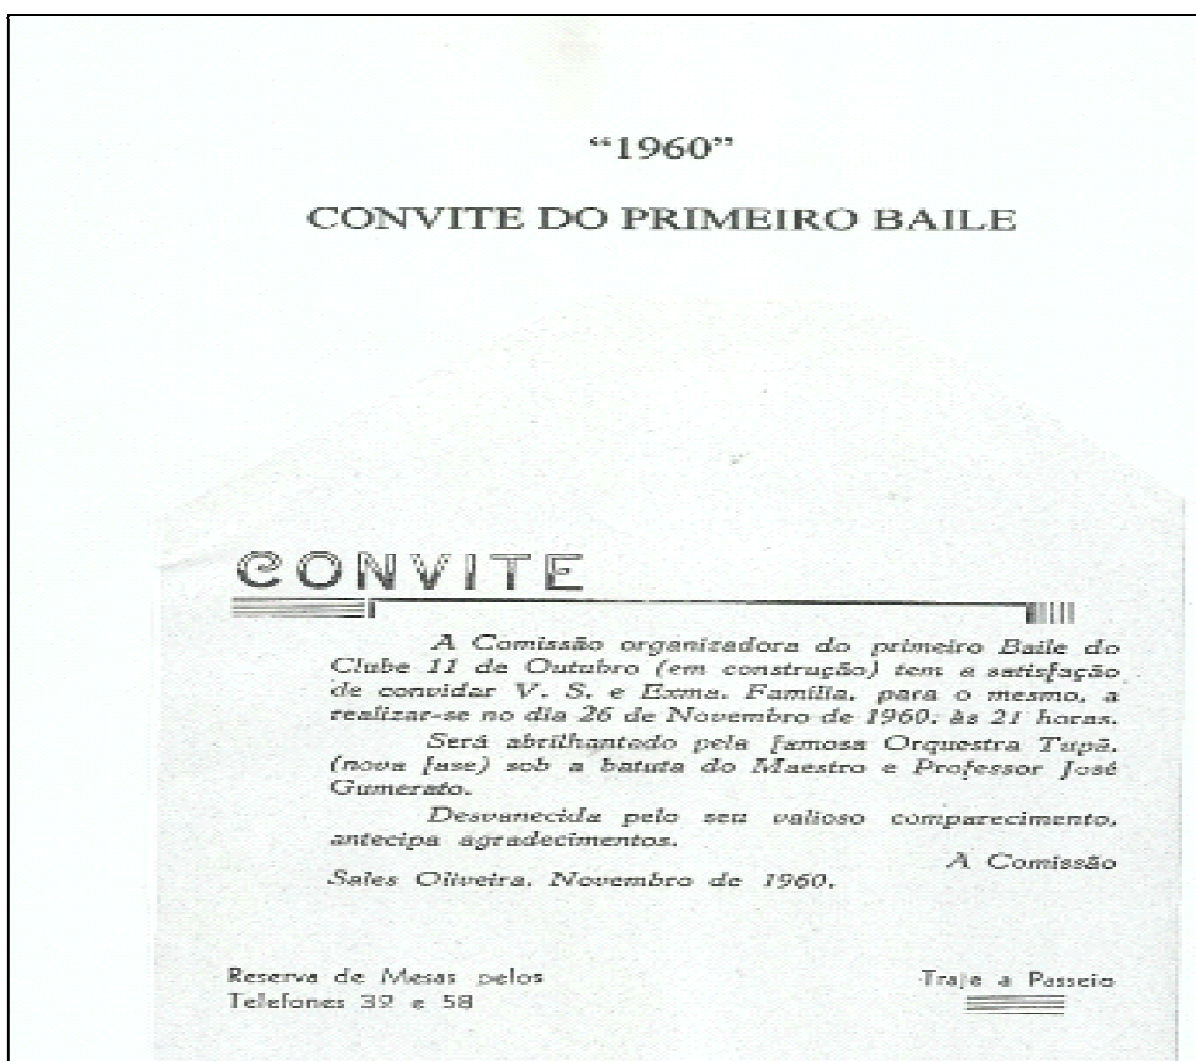 “1960”
CONVITE DO PRIMEIRO BAILE
CONVITE
A Comissão organizadora do primeiro Baile do
Clube 11 de Outubro (em construção) tem a satisfação
de convidar V. S. e Exma. Família, para o mesmo, a
realizar-se no dia 26 de Novembro de 1960, às 21 horas.
Será abrilhantado pela famosa Orquestra Tupã,
(nova fase) sob a batuta do Maestro e Professor José
Gumerato.
Desvanecida pelo seu valioso comparecimento,
antecipa agradecimentos.
A Comissão
Sales Oliveira, Novembro de 1960.
Reserva de Mesas pelos
Telefones 39 e 58
Traje a Passeio